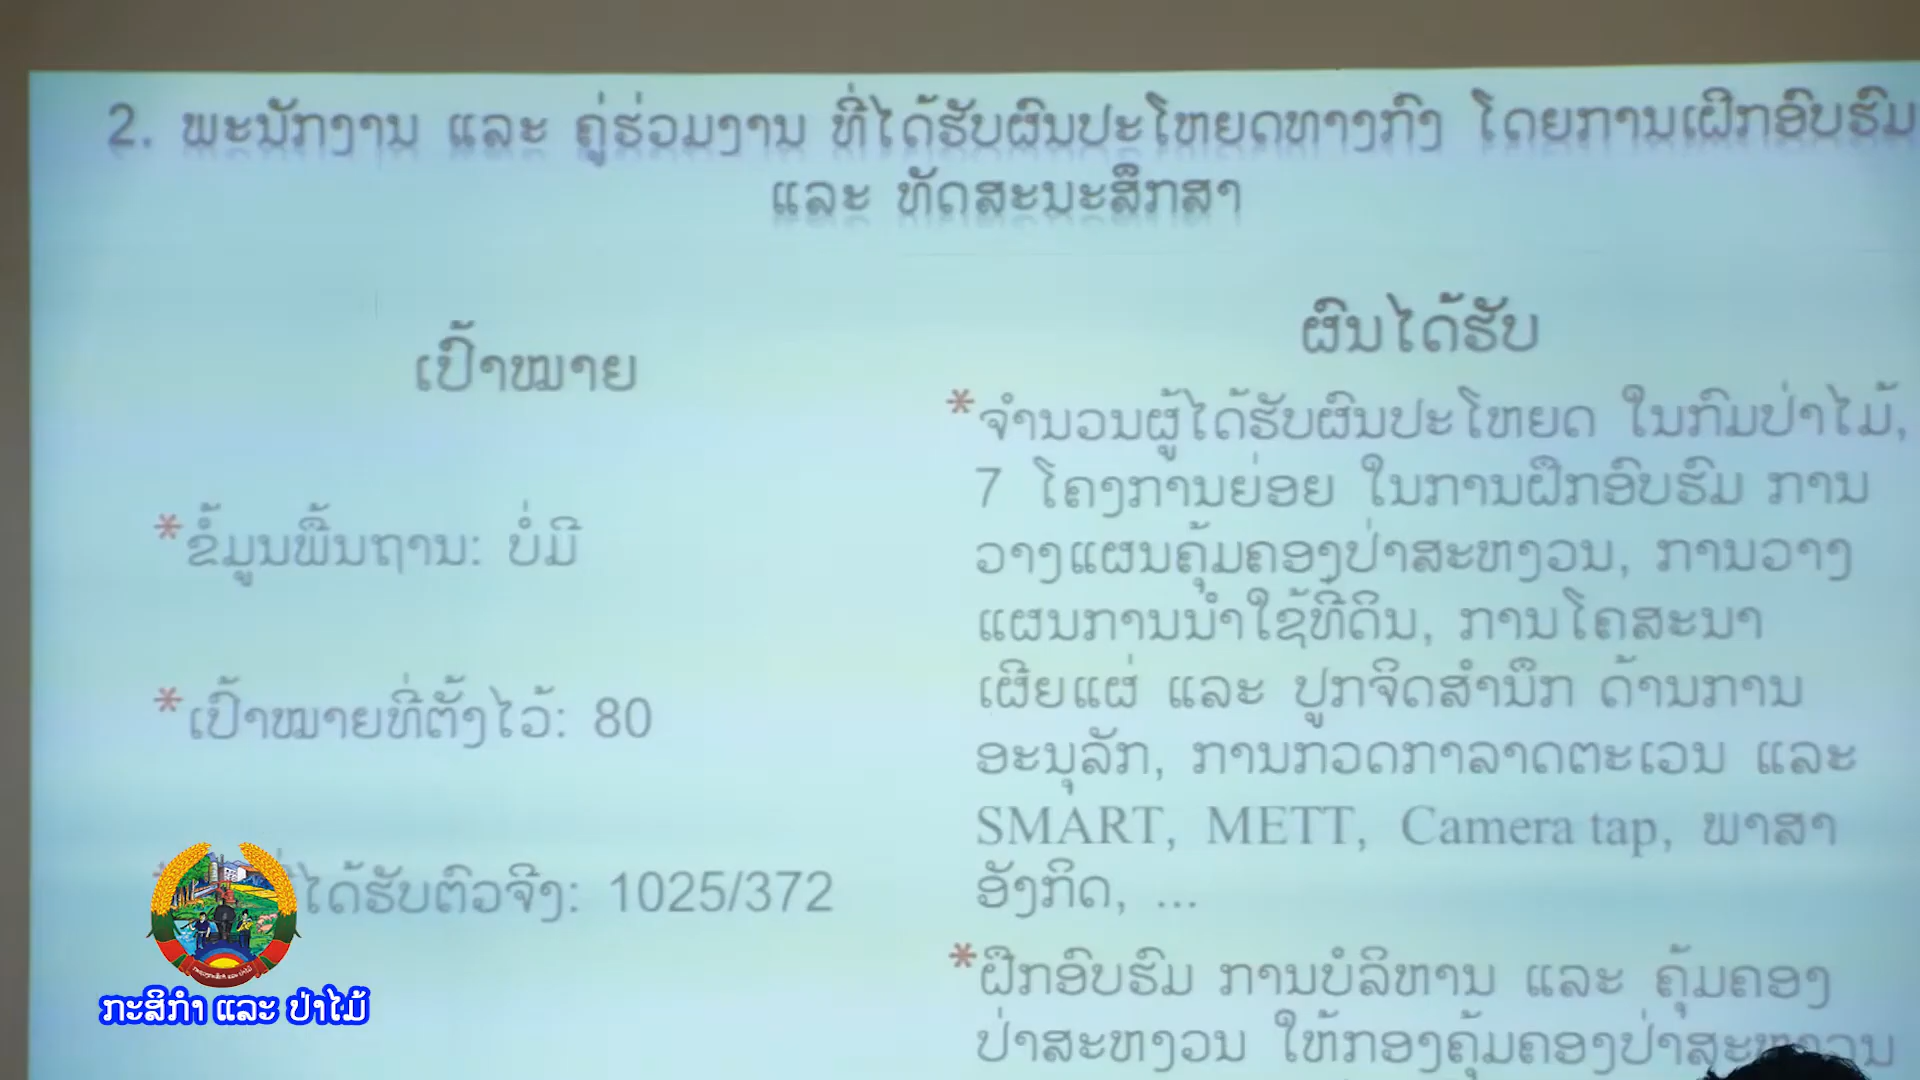 2. ພະນັກງານ ແລະ ຄູ່ຮ່ວມງານ ທີ່ໄດ້ຮັບຜົນປະໂຫຍດທາງກົງ ໂດຍການເຝິກອົບຮົມ
ແລະ ທັດສະນະສຶກສາ
ເປົ້າໝາຍ
*ຂໍ້ມູນພື້ນຖານ: ບໍ່ມີ
*ເປົ້າໝາຍທີ່ຕັ້ງໄວ້: 80
ໄດ້ຮັບຕົວຈີງ: 1025/372
ຜົນໄດ້ຮັບ
*ຈຳນວນຜູ້ໄດ້ຮັບຜົນປະໂຫຍດ ໃນກົມປ່າໄມ້,
7 ໂຄງການຍ່ອຍ ໃນການຝຶກອົບຮົມ ການ
ວາງແຜນຄຸ້ມຄອງປ່າສະຫງວນ, ການວາງ
ແຜນການນຳໃຊ້ທີ່ດິນ, ການໂຄສະນາ
ເຜີຍແຜ່ ແລະ ປູກຈິດສຳນຶກ ດ້ານການ
ອະນຸລັກ, ການກວດກາລາດຕະເວນ ແລະ
SMART, METT, Camera tap, ພາສາ
ອັງກິດ, ...
*ຝຶກອົບຮົມ ການບໍລິຫານ ແລະ ຄຸ້ມຄອງ
ປ່າສະຫງວນ ໃຫ້ກອງຄຸ້ມຄອງປ່າສະຫງວນ
ກະສິກຳ ແລະ ປ່າໄມ້